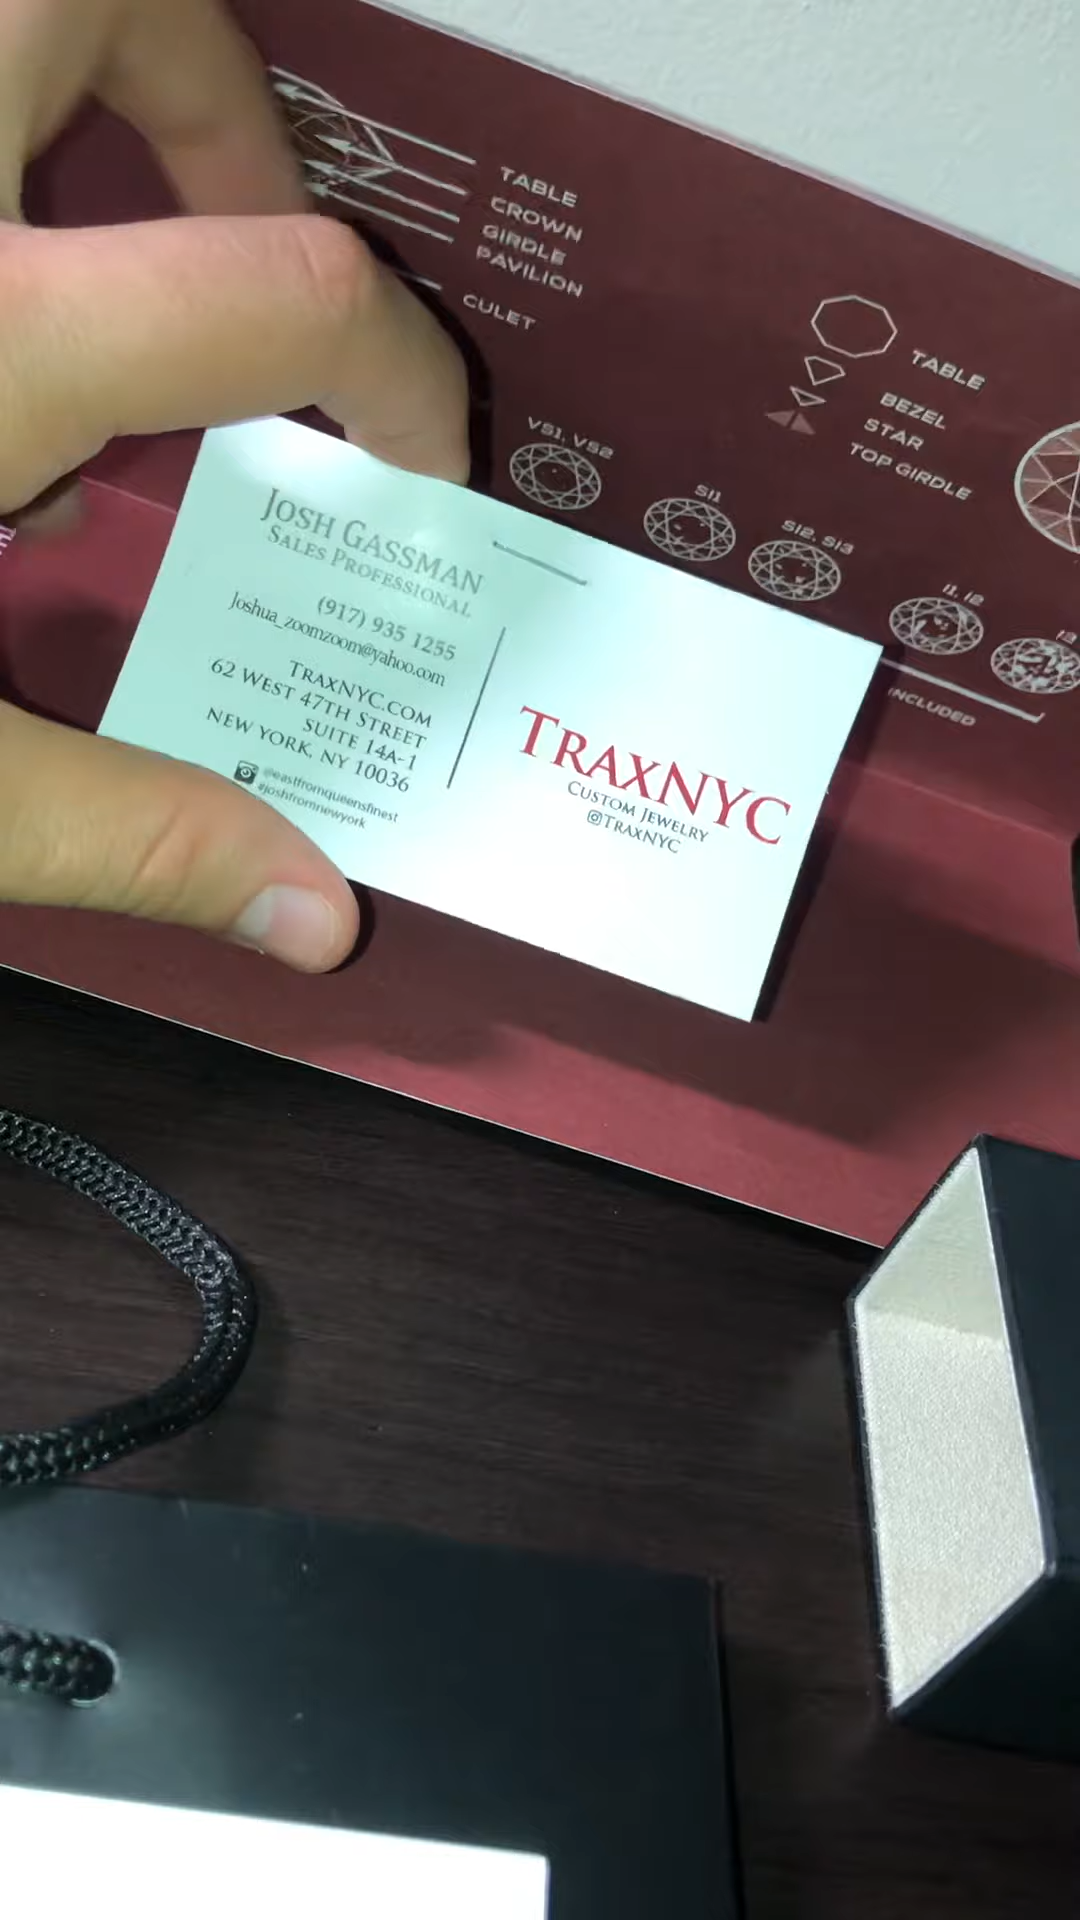 TABLE
CROWN
GIRDLE
PAVILION
CULET
TABLE
BEZEL
STAR
TOP GIRDLE
VS1, VS2
SI1
SI2, SI3
I1, I2
I3
INCLUDED
JOSH GASSMAN
SALES PROFESSIONAL
(917) 935 1255
Joshua_zoomzoom@yahoo.com
TRAXNYC.COM
62 WEST 47TH STREET
SUITE 14A-1
NEW YORK, NY 10036
@eastfromqueensfinest
#joshfromnewyork
TRAXNYC
CUSTOM JEWELRY
@TRAXNYC